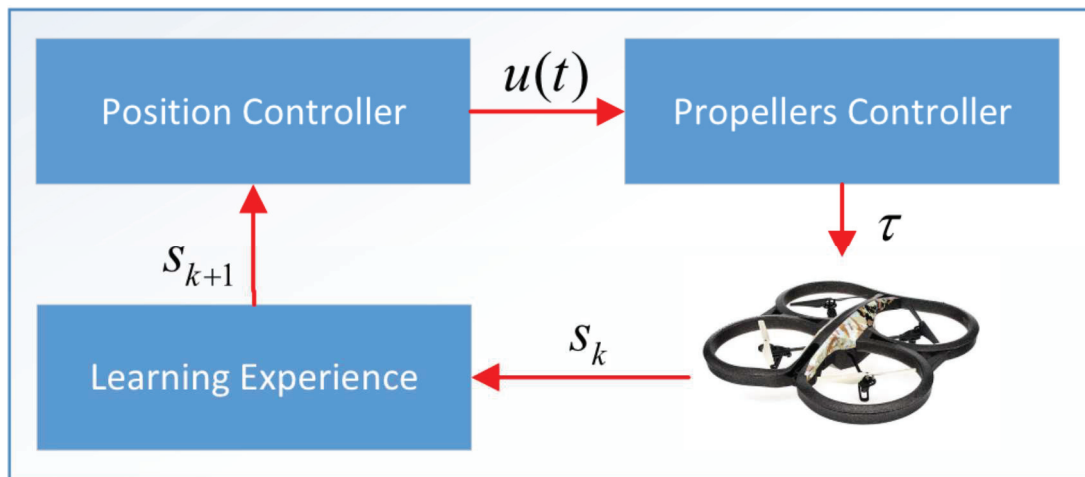 Position Controller
u(t)
Propellers Controller
τ
s_{k+1}
s_k
Learning Experience